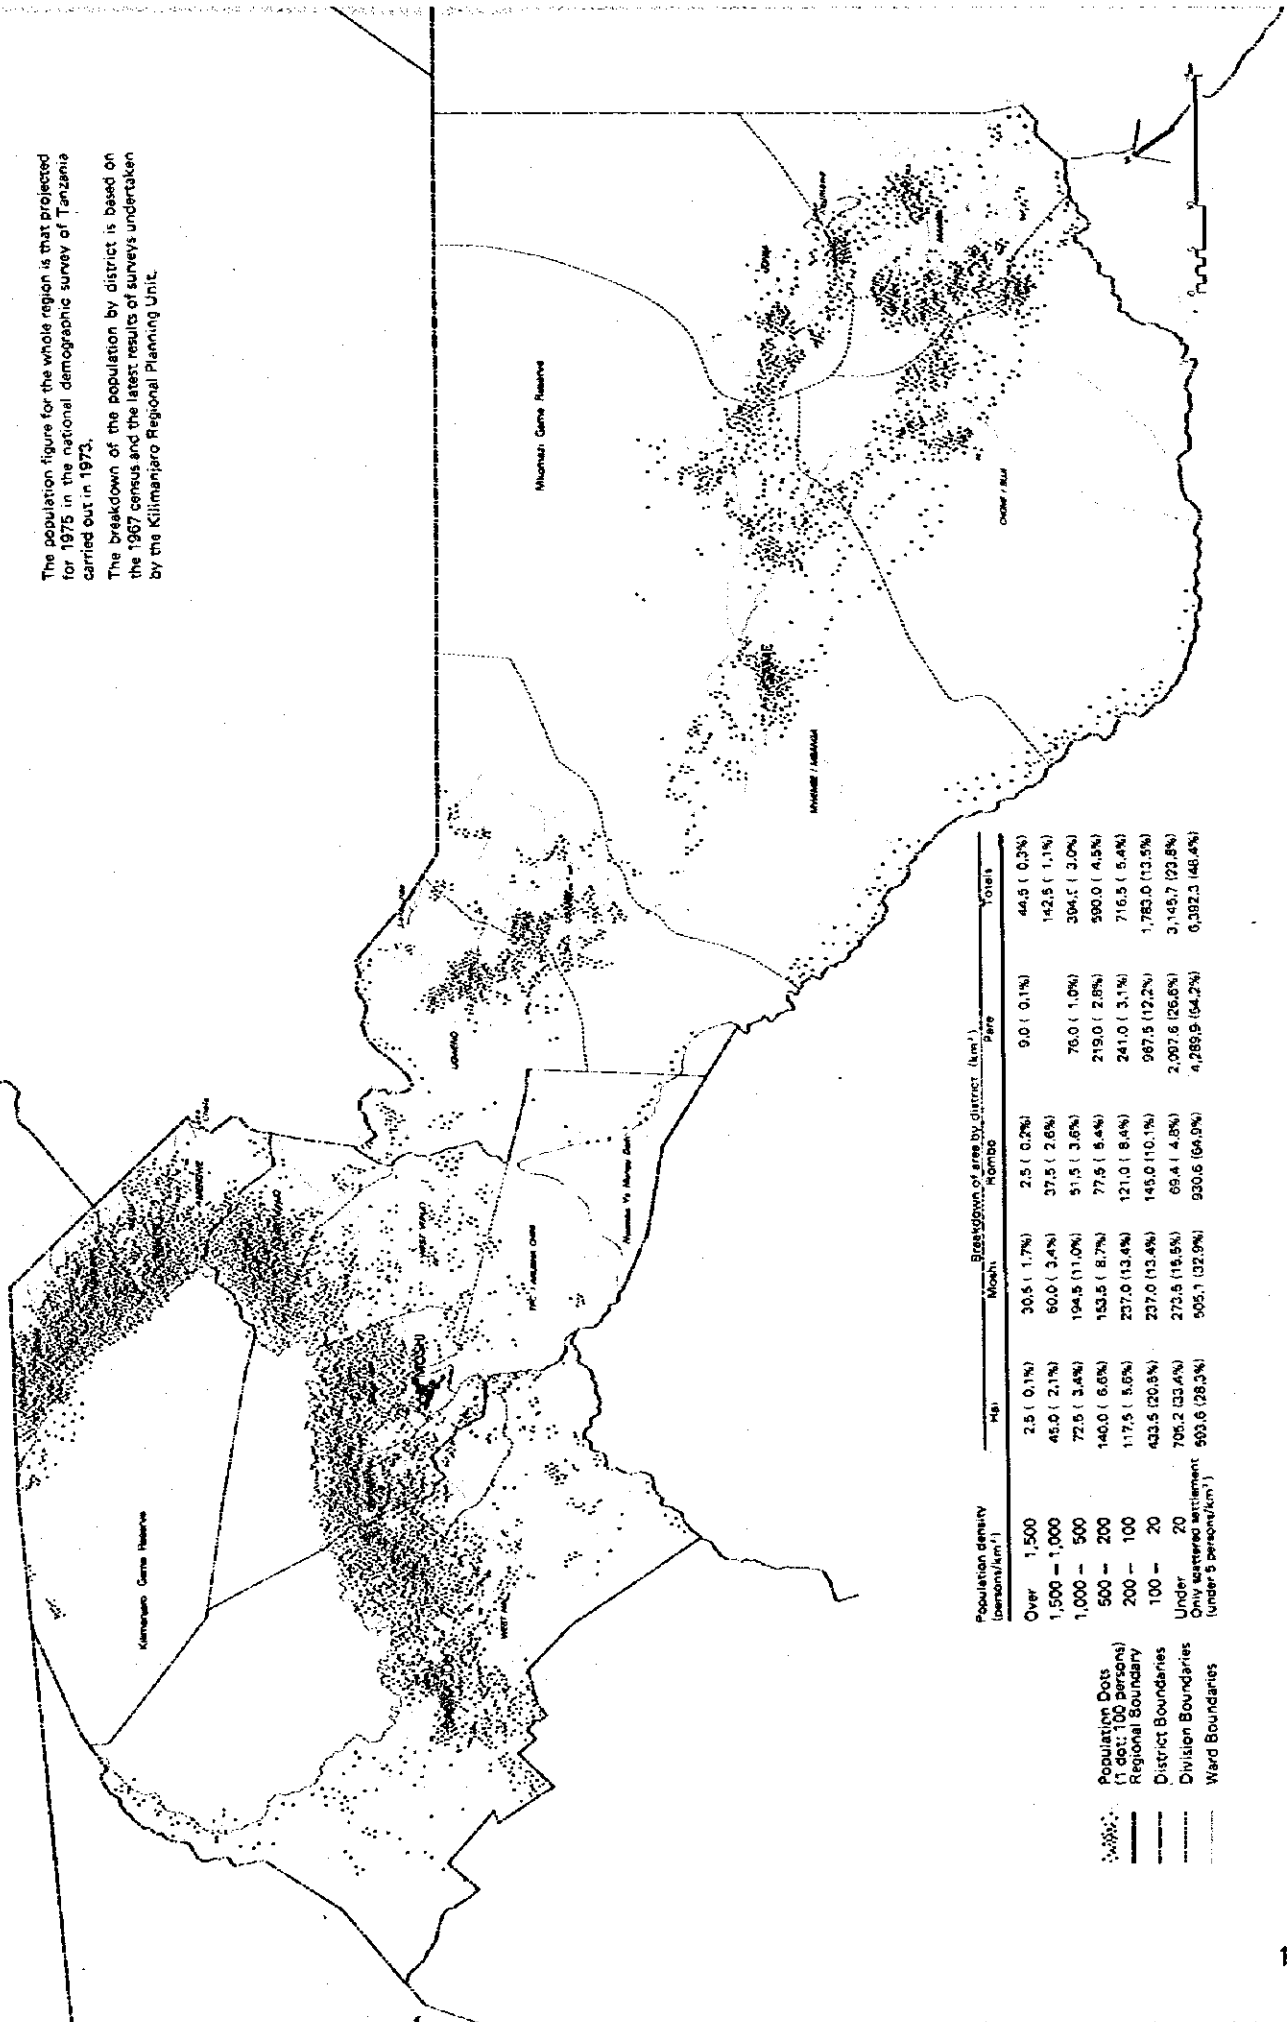 The population figure for the whole region is that projected
for 1975 in the national demographic survey of Tanzania
carried out in 1973.
The breakdown of the population by district is based on
the 1967 census and the latest results of surveys undertaken
by the Kilimanjaro Regional Planning Unit.
Kilimanjaro Game Reserve
Mkomazi Game Reserve
MOSHI
SAME
WEST HAI
UGWENO
Nyumba Ya Mungu Dam
MWEMBE / MBAGA
CHOME / SUJI
Population Dots
(1 dot: 100 persons)
Regional Boundary
District Boundaries
Division Boundaries
Ward Boundaries
Breakdown of area by district (km²)
Population density
(persons/km²) Hai Moshi Rombo Pare Totals
Over 1,500 2.5 ( 0.1%) 30.5 ( 1.7%) 2.5 ( 0.2%) 9.0 ( 0.1%) 44.5 ( 0.3%)
1,500 — 1,000 45.0 ( 2.1%) 60.0 ( 3.4%) 37.5 ( 2.6%) 142.5 ( 1.1%)
1,000 — 500 72.5 ( 3.4%) 194.5 (11.0%) 51.5 ( 3.6%) 76.0 ( 1.0%) 394.5 ( 3.0%)
500 — 200 140.0 ( 6.6%) 153.5 ( 8.7%) 77.5 ( 5.4%) 219.0 ( 2.8%) 590.0 ( 4.5%)
200 — 100 117.5 ( 5.6%) 237.0 (13.4%) 121.0 ( 8.4%) 241.0 ( 3.1%) 716.5 ( 5.4%)
100 — 20 433.5 (20.5%) 237.0 (13.4%) 145.0 (10.1%) 967.5 (12.2%) 1,783.0 (13.5%)
Under 20 705.2 (33.4%) 273.5 (15.5%) 69.4 ( 4.8%) 2,097.6 (26.6%) 3,145.7 (23.8%)
Only scattered settlement
(under 5 persons/km²) 593.6 (28.3%) 505.1 (32.9%) 930.6 (64.9%) 4,289.9 (54.2%) 6,392.3 (48.4%)